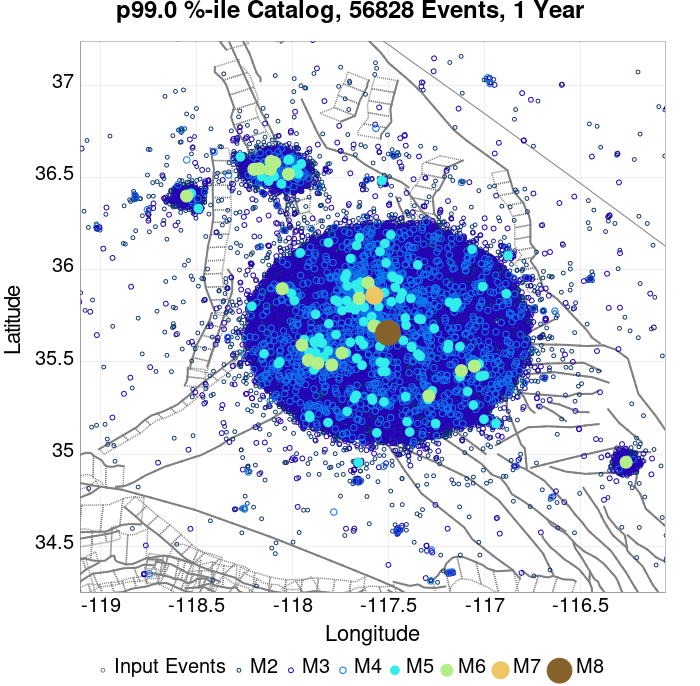 p99.0 %-ile Catalog, 56828 Events, 1 Year
37
36.5
36
35.5
35
34.5
Latitude
-119 -118.5 -118 -117.5 -117 -116.5
Longitude
Input Events M2 M3 M4 M5 M6 M7 M8